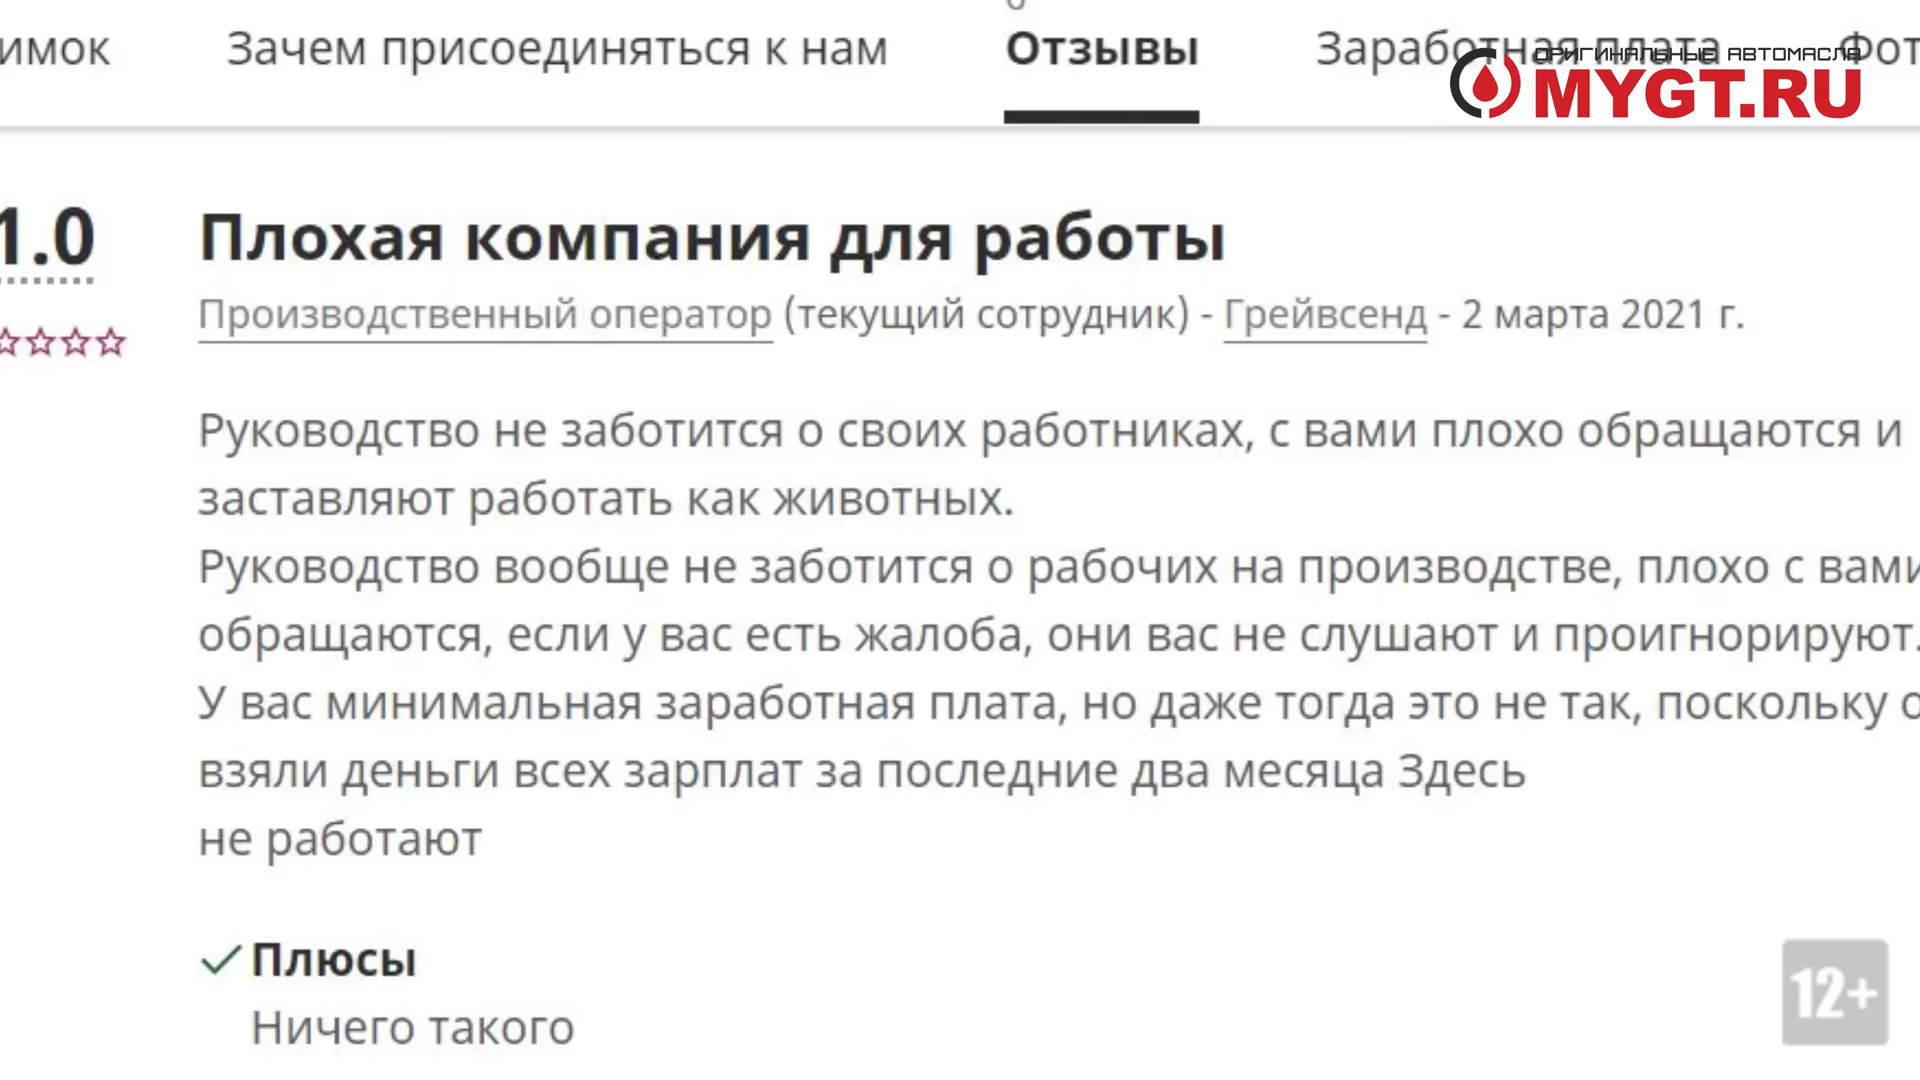 Зачем присоединяться к нам Отзывы Заработная плата
ОРИГИНАЛЬНЫЕ АВТОМАСЛА
MYGT.RU
1.0 Плохая компания для работы
Производственный оператор (текущий сотрудник) - Грейвсенд - 2 марта 2021 г.
Руководство не заботится о своих работниках, с вами плохо обращаются и
заставляют работать как животных.
Руководство вообще не заботится о рабочих на производстве, плохо с вами
обращаются, если у вас есть жалоба, они вас не слушают и проигнорируют.
У вас минимальная заработная плата, но даже тогда это не так, поскольку
взяли деньги всех зарплат за последние два месяца Здесь
не работают
Плюсы
Ничего такого
12+